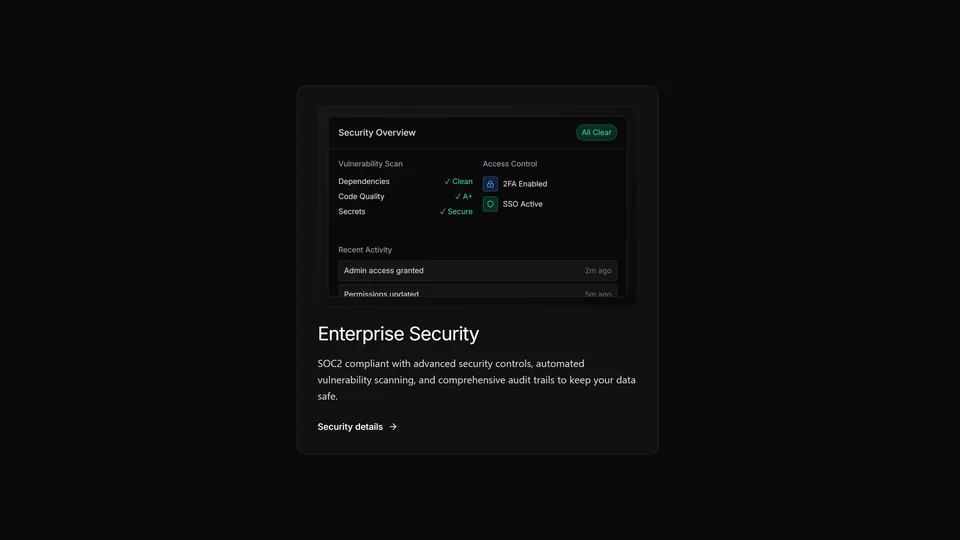 Security Overview
All Clear
Vulnerability Scan
Dependencies ✓ Clean
Code Quality ✓ A+
Secrets ✓ Secure
Access Control
2FA Enabled
SSO Active
Recent Activity
Admin access granted 2m ago
Permissions updated 5m ago
Enterprise Security
SOC2 compliant with advanced security controls, automated
vulnerability scanning, and comprehensive audit trails to keep your data
safe.
Security details →